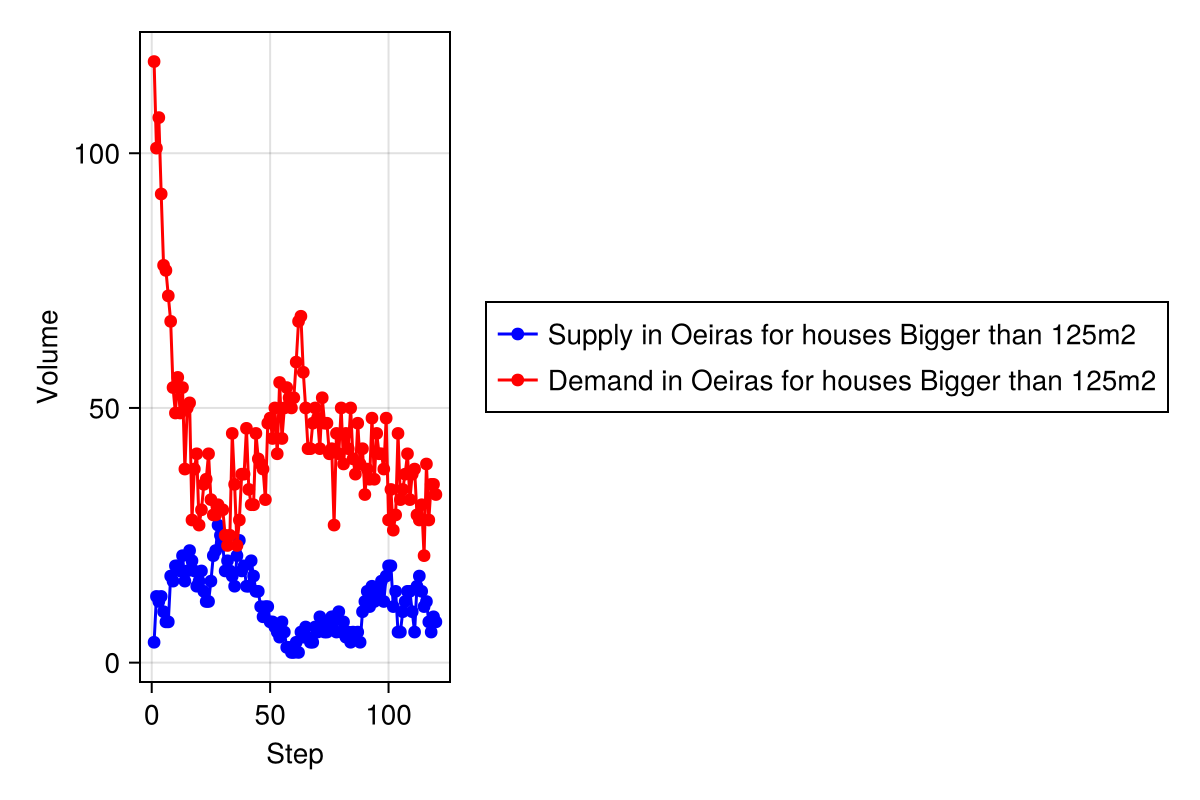 100
50
0
Volume
0 50 100
Step
Supply in Oeiras for houses Bigger than 125m2
Demand in Oeiras for houses Bigger than 125m2